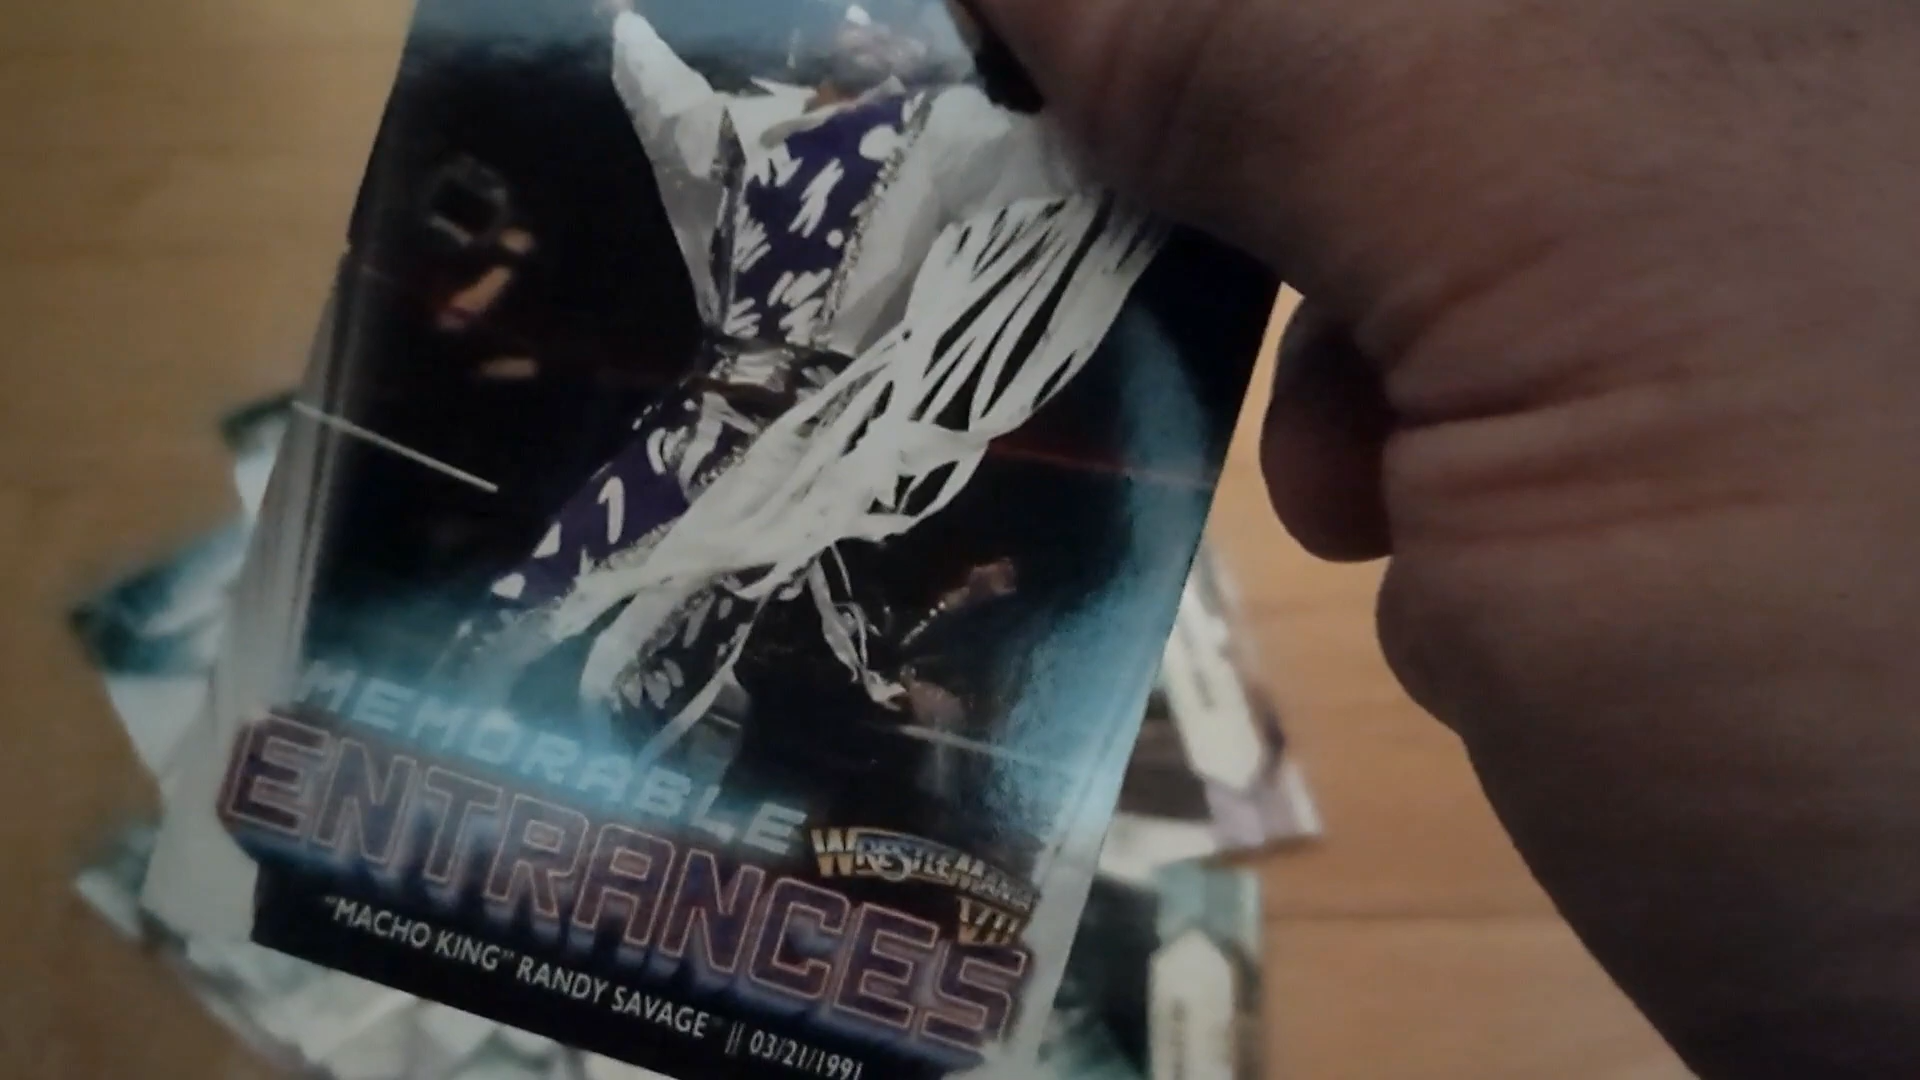 MEMORABLE
ENTRANCES
WRESTLEMANIA
VII
"MACHO KING" RANDY SAVAGE || 03/21/1991